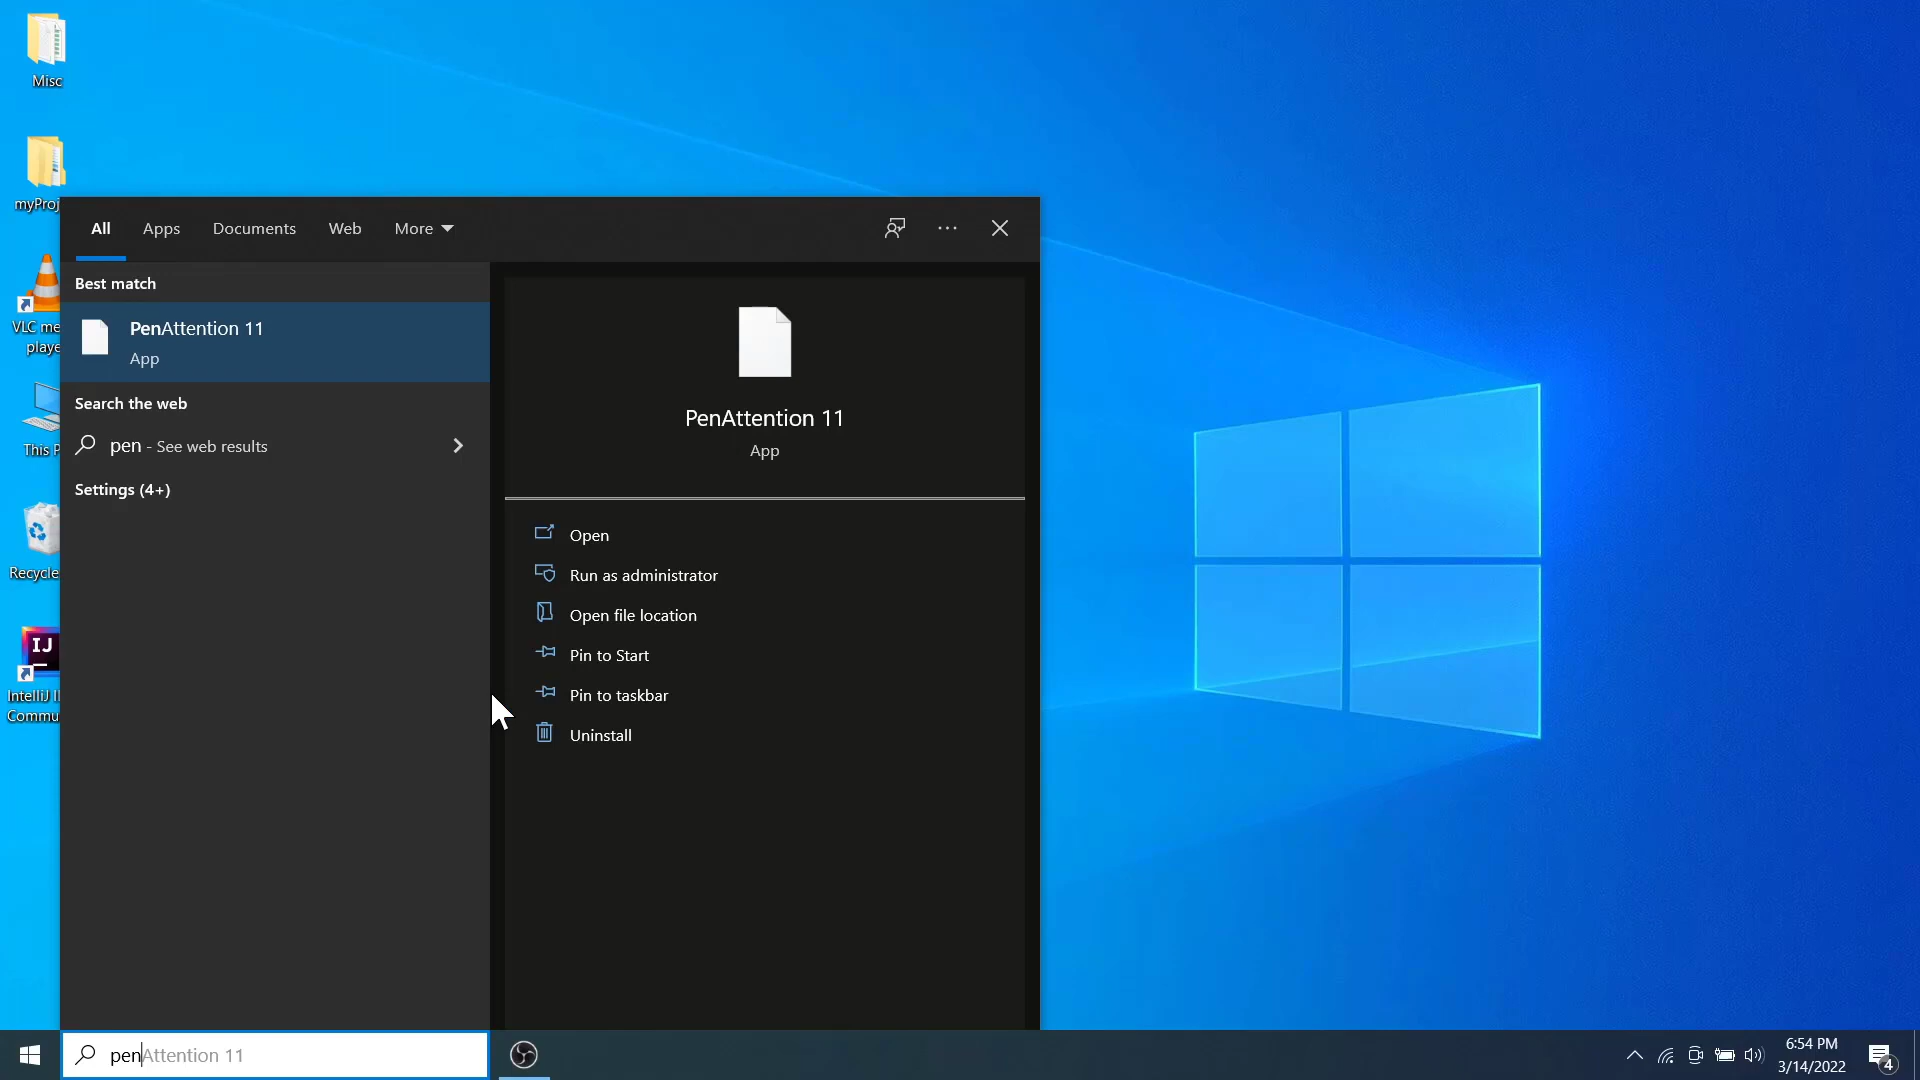 Misc
myProj
VLC me
playe
This P
Recycle
IJ
IntelliJ I
Commu
All Apps Documents Web More
Best match
PenAttention 11
App
Search the web
pen - See web results
Settings (4+)
PenAttention 11
App
Open
Run as administrator
Open file location
Pin to Start
Pin to taskbar
Uninstall
penAttention 11
6:54 PM
3/14/2022
4